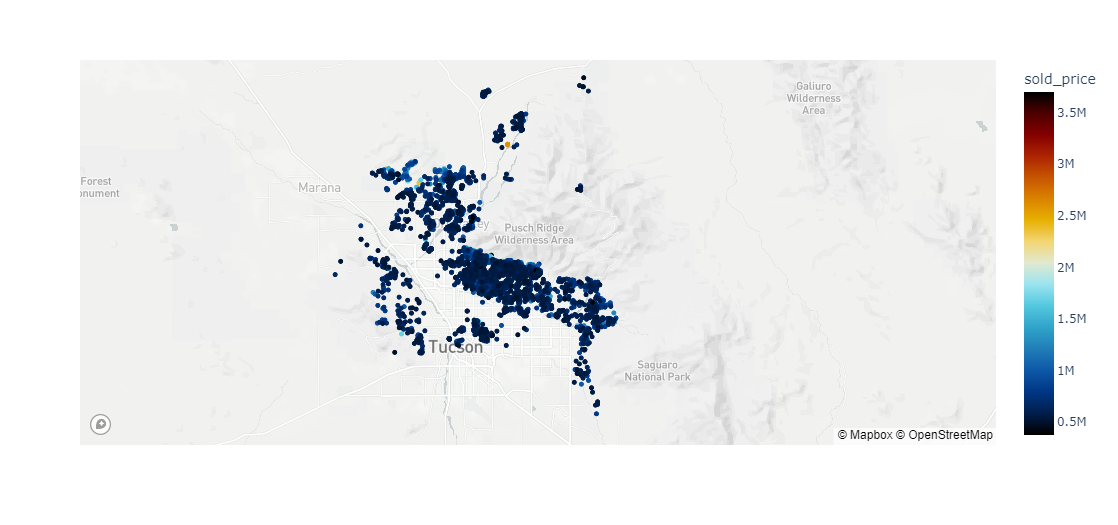 sold_price
Galiuro
Wilderness
Area
3.5M
3M
Forest
onument
Marana
2.5M
ey
Pusch Ridge
Wilderness Area
2M
1.5M
Tucson
Saguaro
National Park
1M
0.5M
© Mapbox © OpenStreetMap